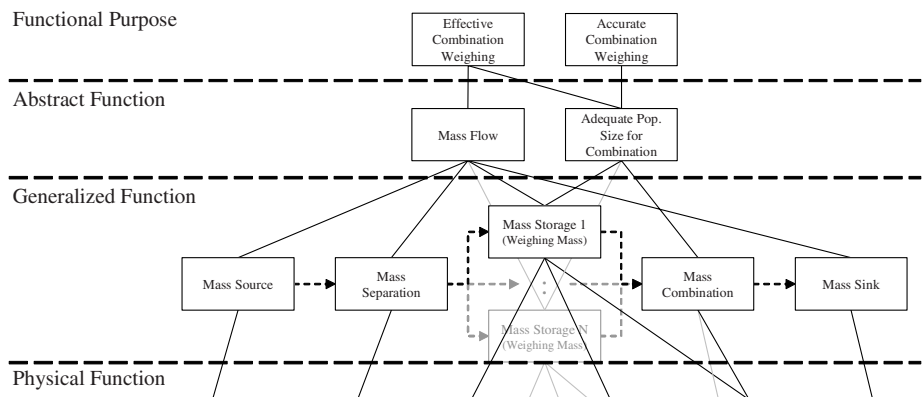 Functional Purpose
Effective
Combination
Weighing
Accurate
Combination
Weighing
Abstract Function
Mass Flow
Adequate Pop.
Size for
Combination
Generalized Function
Mass Storage 1
(Weighing Mass)
Mass Source
Mass
Separation
Mass
Combination
Mass Sink
Mass Storage N
(Weighing Mass)
Physical Function